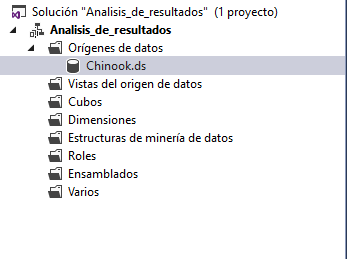 Solución "Analisis_de_resultados" (1 proyecto)
Analisis_de_resultados
Orígenes de datos
Chinook.ds
Vistas del origen de datos
Cubos
Dimensiones
Estructuras de minería de datos
Roles
Ensamblados
Varios